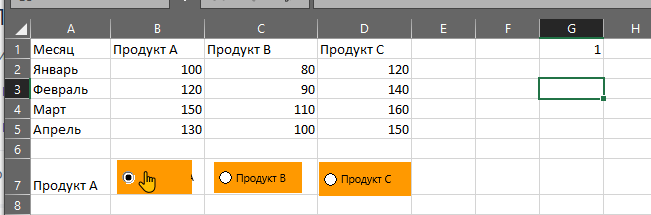 A B C D E F G H
1 Месяц Продукт A Продукт B Продукт C 1
2 Январь 100 80 120
3 Февраль 120 90 140
4 Март 150 110 160
5 Апрель 130 100 150
6
7 Продукт A Продукт B Продукт C
8